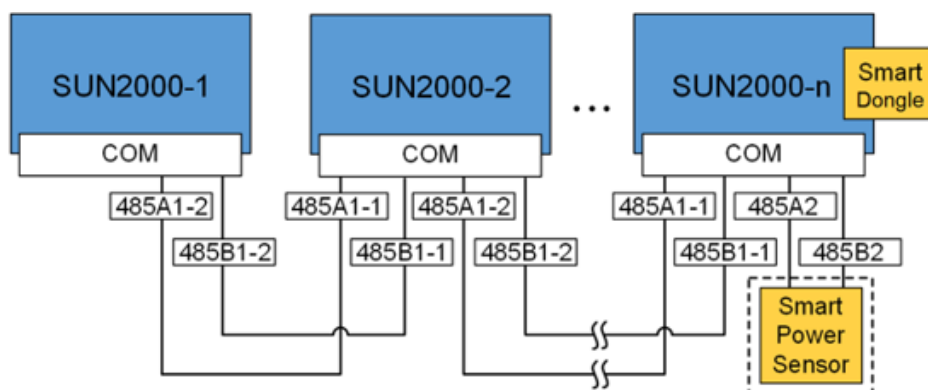 SUN2000-1
SUN2000-2
...
SUN2000-n
Smart
Dongle
COM
COM
COM
485A1-2
485A1-1
485A1-2
485A1-1
485A2
485B1-2
485B1-1
485B1-2
485B1-1
485B2
Smart
Power
Sensor